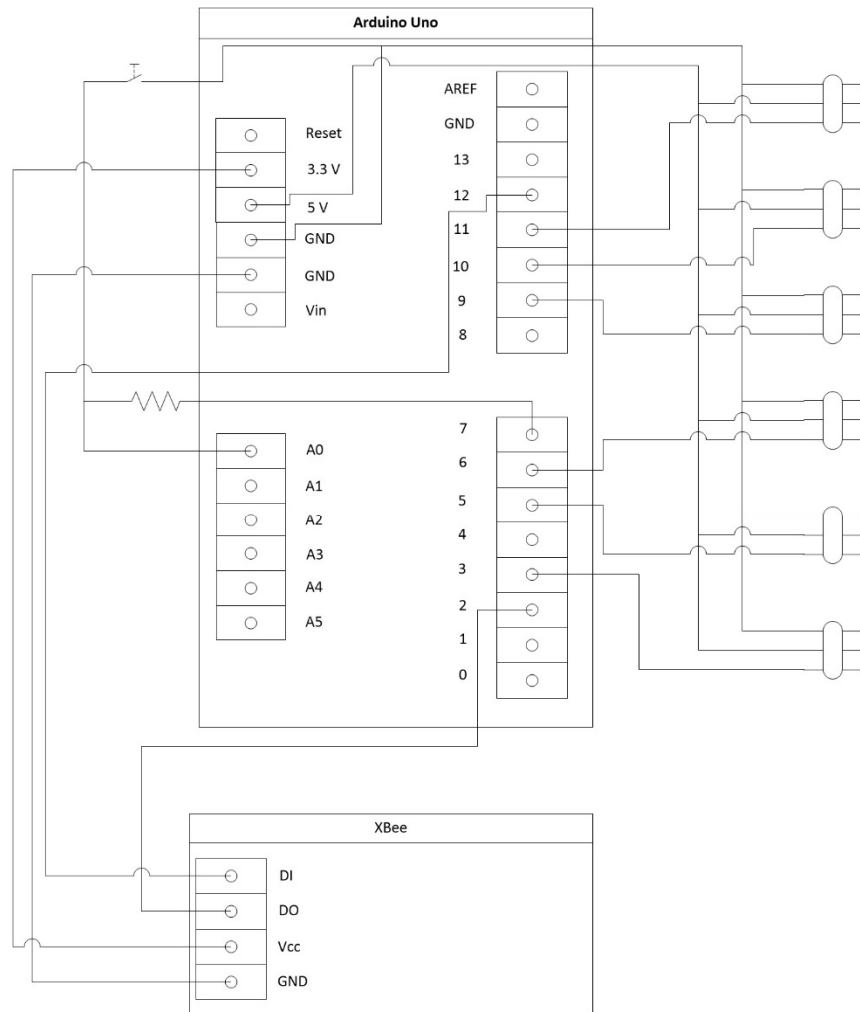 Arduino Uno
Reset
3.3 V
5 V
GND
GND
Vin
AREF
GND
13
12
11
10
9
8
A0
A1
A2
A3
A4
A5
7
6
5
4
3
2
1
0
XBee
DI
DO
Vcc
GND